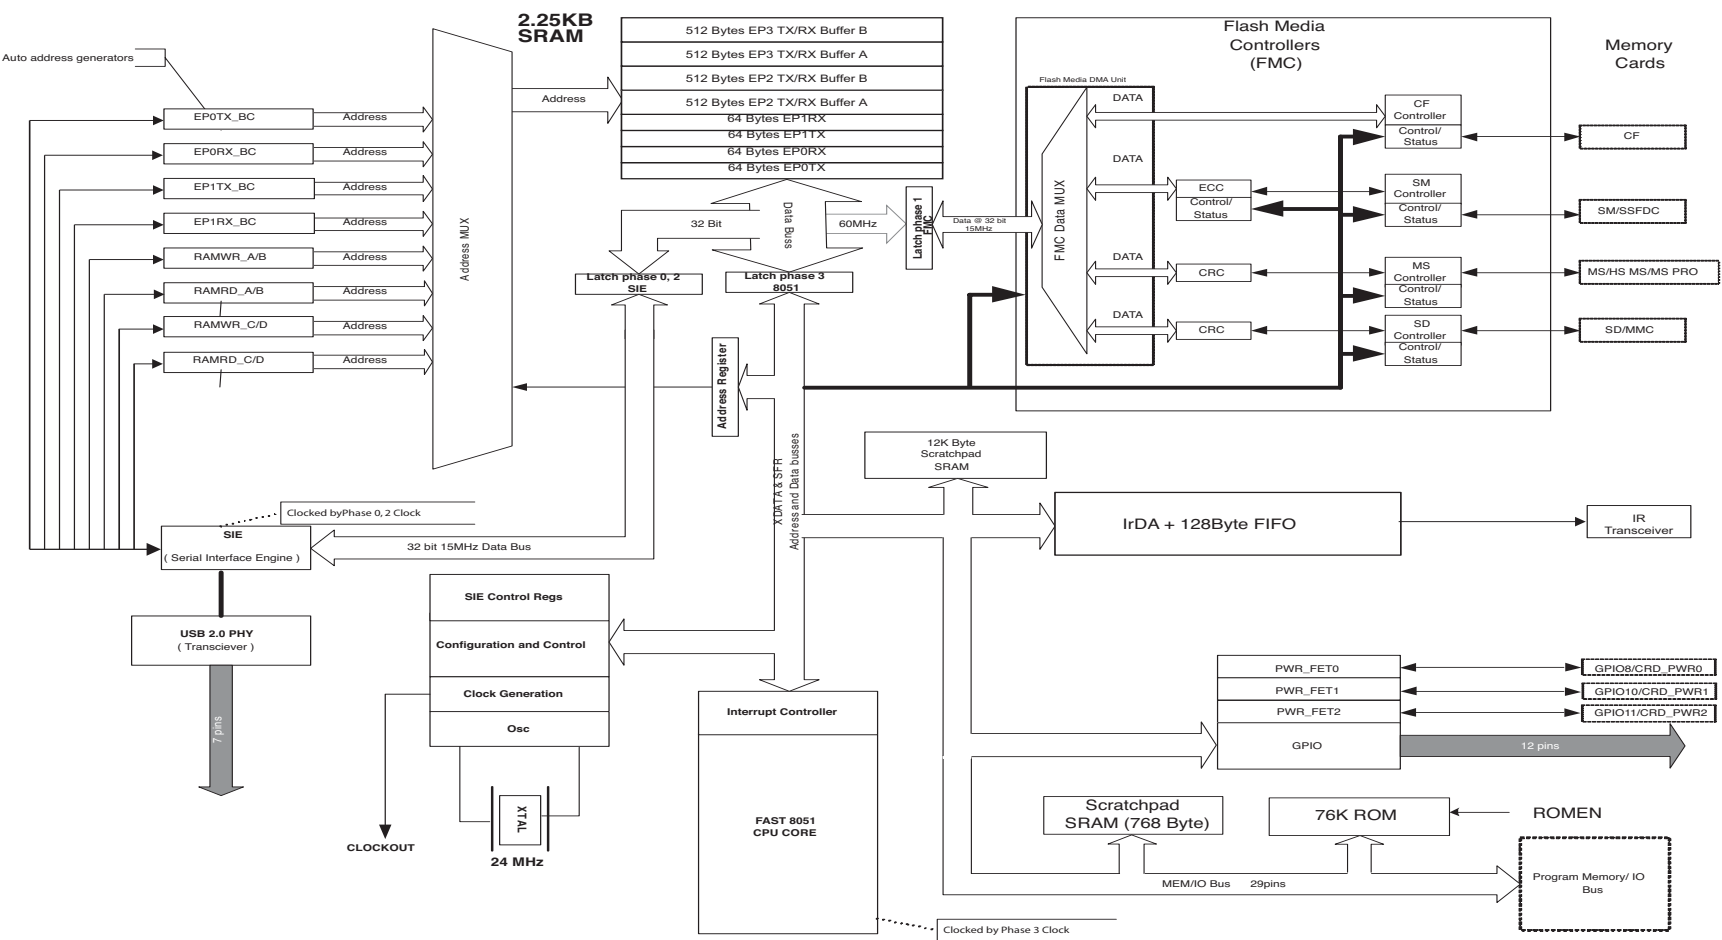 2.25KB
SRAM
Auto address generators
EP0TX_BC
EP0RX_BC
EP1TX_BC
EP1RX_BC
RAMWR_A/B
RAMRD_A/B
RAMWR_C/D
RAMRD_C/D
Address
Address
Address
Address
Address
Address
Address
Address
Address MUX
Address
512 Bytes EP3 TX/RX Buffer B
512 Bytes EP3 TX/RX Buffer A
512 Bytes EP2 TX/RX Buffer B
512 Bytes EP2 TX/RX Buffer A
64 Bytes EP1RX
64 Bytes EP1TX
64 Bytes EP0RX
64 Bytes EP0TX
32 Bit
Data Buss
60MHz
Latch phase 1
FMC
Data @ 32 bit
15MHz
Latch phase 0, 2
SIE
Latch phase 3
8051
Address Register
XDATA & SFR
Address and Data busses
Flash Media
Controllers
(FMC)
Flash Media DMA Unit
FMC Data MUX
DATA
DATA
DATA
DATA
ECC
Control/
Status
CRC
CRC
CF
Controller
Control/
Status
SM
Controller
Control/
Status
MS
Controller
Control/
Status
SD
Controller
Control/
Status
Memory
Cards
CF
SM/SSFDC
MS/HS MS/MS PRO
SD/MMC
12K Byte
Scratchpad
SRAM
IrDA + 128Byte FIFO
IR
Transceiver
Clocked byPhase 0, 2 Clock
SIE
( Serial Interface Engine )
32 bit 15MHz Data Bus
USB 2.0 PHY
( Transciever )
7 pins
SIE Control Regs
Configuration and Control
Clock Generation
Osc
XTAL
24 MHz
CLOCKOUT
Interrupt Controller
FAST 8051
CPU CORE
Clocked by Phase 3 Clock
PWR_FET0
PWR_FET1
PWR_FET2
GPIO
GPIO8/CRD_PWR0
GPIO10/CRD_PWR1
GPIO11/CRD_PWR2
12 pins
Scratchpad
SRAM (768 Byte)
76K ROM
ROMEN
MEM/IO Bus 29pins
Program Memory/ IO
Bus